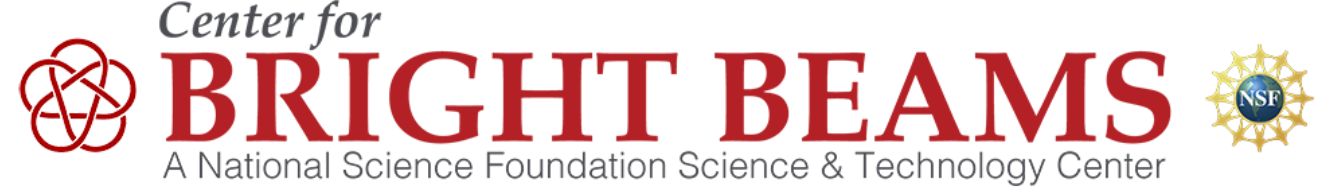 Center for
BRIGHT BEAMS
A National Science Foundation Science & Technology Center
NSF